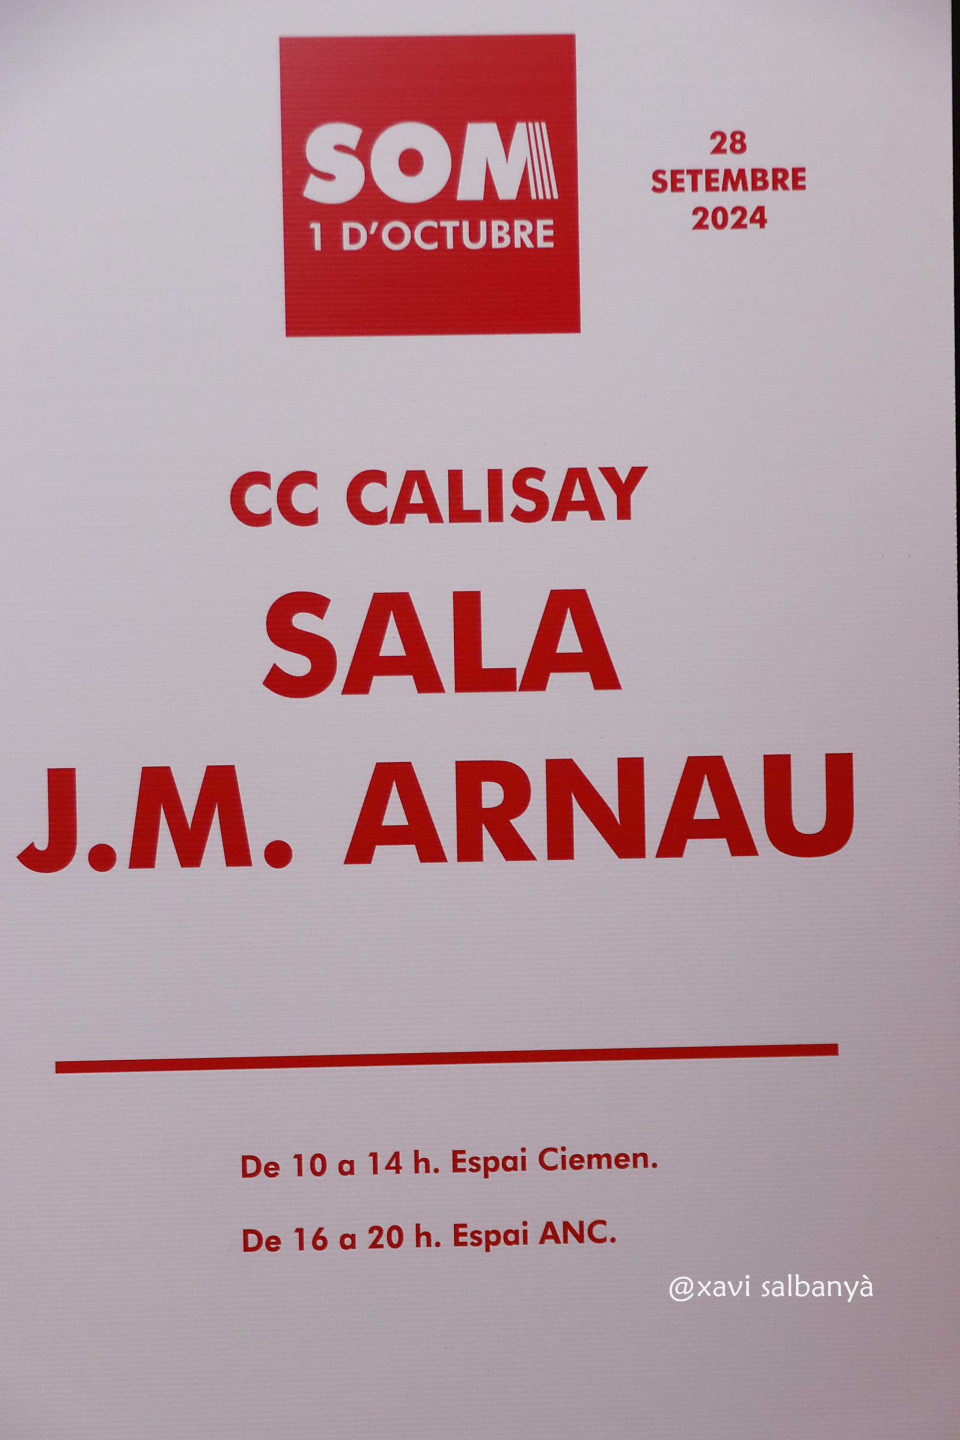 SOM
1 D'OCTUBRE
28
SETEMBRE
2024
CC CALISAY
SALA
J.M. ARNAU
De 10 a 14 h. Espai Ciemen.
De 16 a 20 h. Espai ANC.
@xavi salbanyà